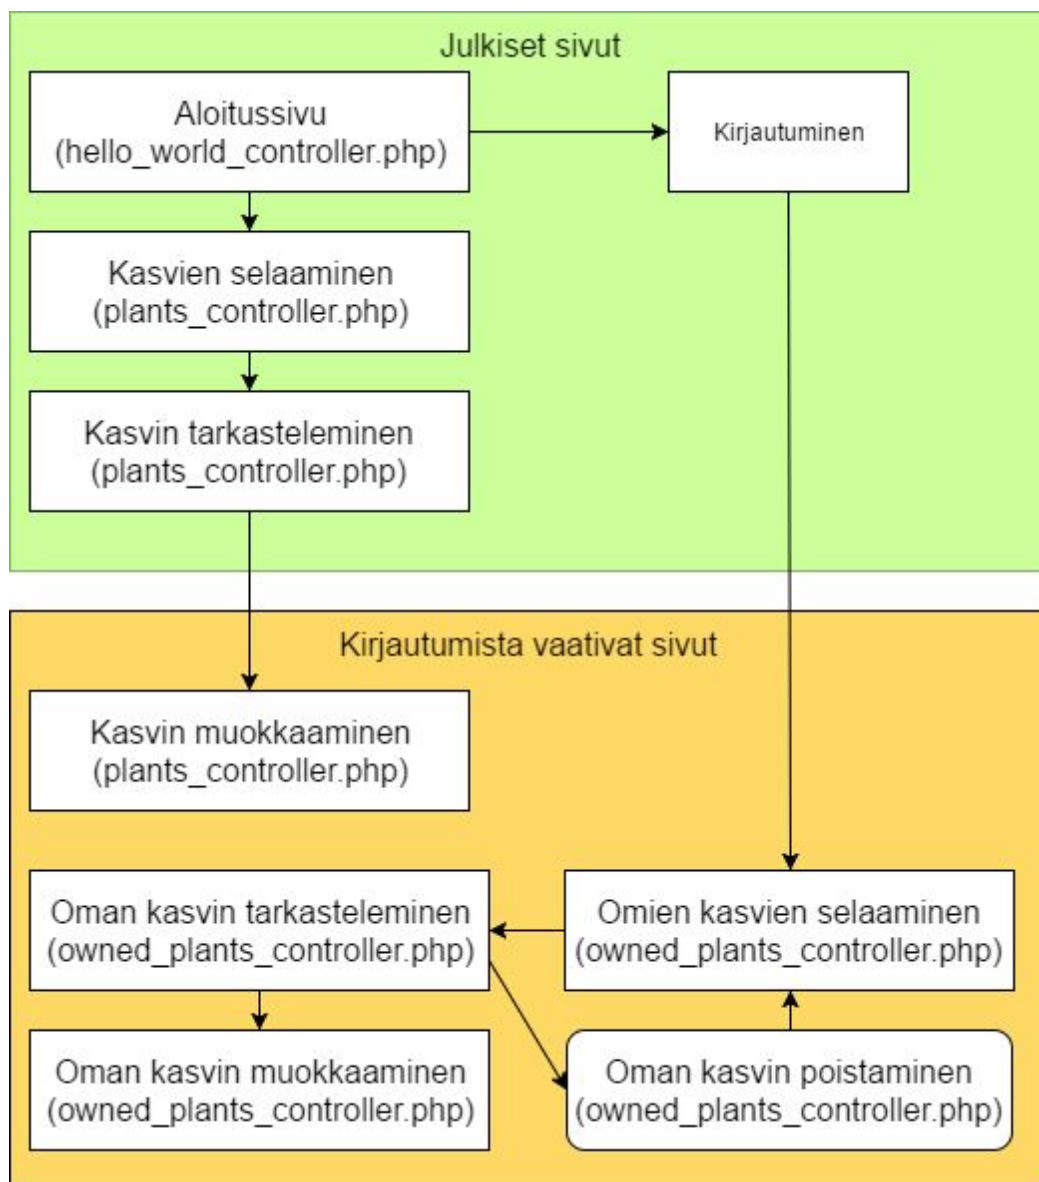 Julkiset sivut
Aloitussivu
(hello_world_controller.php)
Kirjautuminen
Kasvien selaaminen
(plants_controller.php)
Kasvin tarkasteleminen
(plants_controller.php)
Kirjautumista vaativat sivut
Kasvin muokkaaminen
(plants_controller.php)
Oman kasvin tarkasteleminen
(owned_plants_controller.php)
Omien kasvien selaaminen
(owned_plants_controller.php)
Oman kasvin muokkaaminen
(owned_plants_controller.php)
Oman kasvin poistaminen
(owned_plants_controller.php)